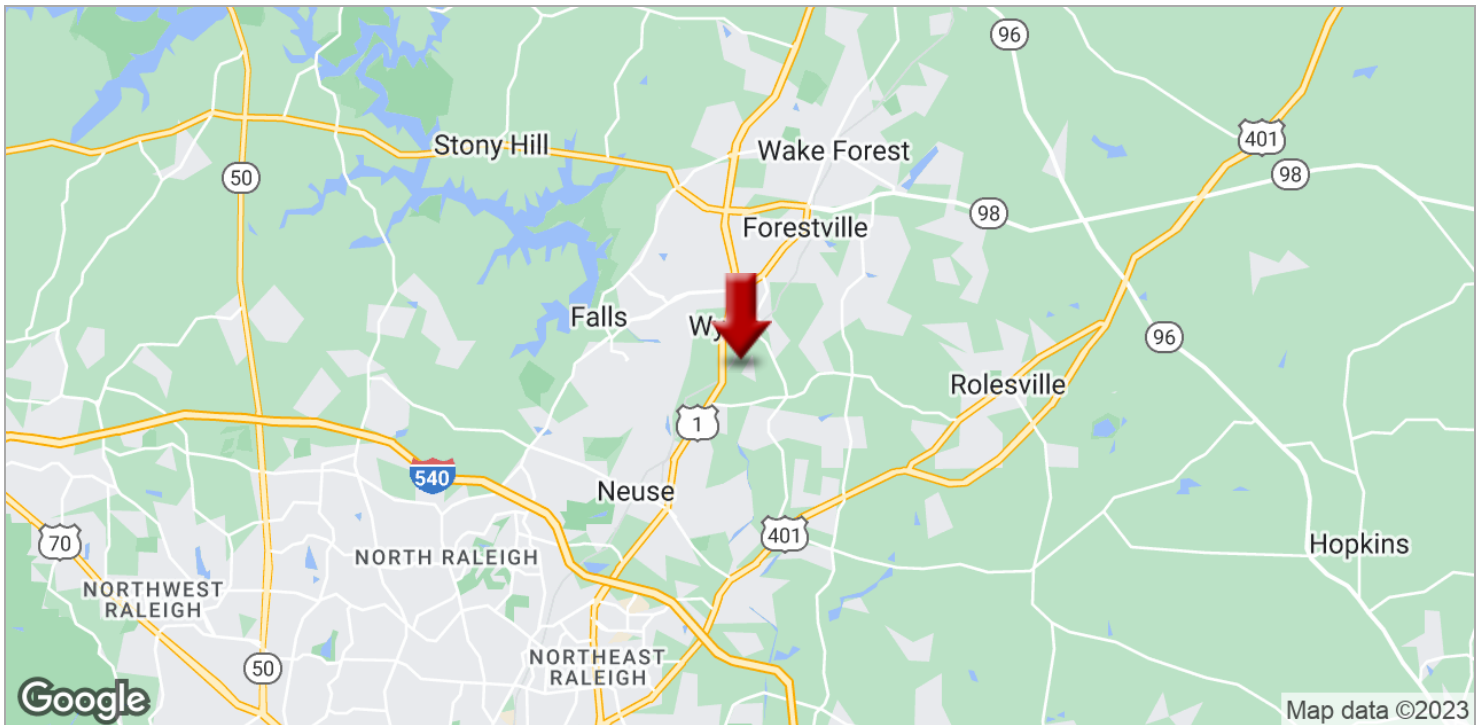 96
401
Stony Hill
Wake Forest
50
98
98
Forestville
Falls
Wy
96
Rolesville
1
540
Neuse
401
70
Hopkins
NORTH RALEIGH
NORTHWEST
RALEIGH
NORTHEAST
RALEIGH
50
Google
Map data ©2023